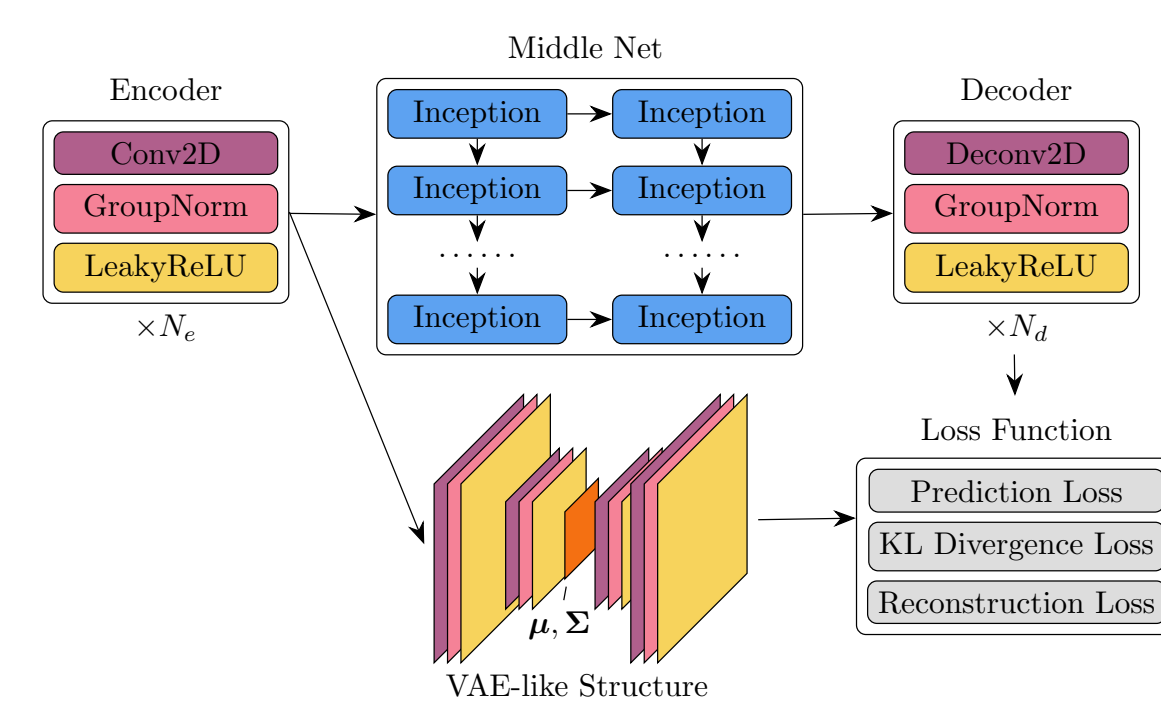 Middle Net
Encoder
Decoder
Conv2D
GroupNorm
LeakyReLU
×N_e
Inception
Inception
Inception
Inception
......
......
Inception
Inception
Deconv2D
GroupNorm
LeakyReLU
×N_d
Loss Function
Prediction Loss
KL Divergence Loss
Reconstruction Loss
μ, Σ
VAE-like Structure